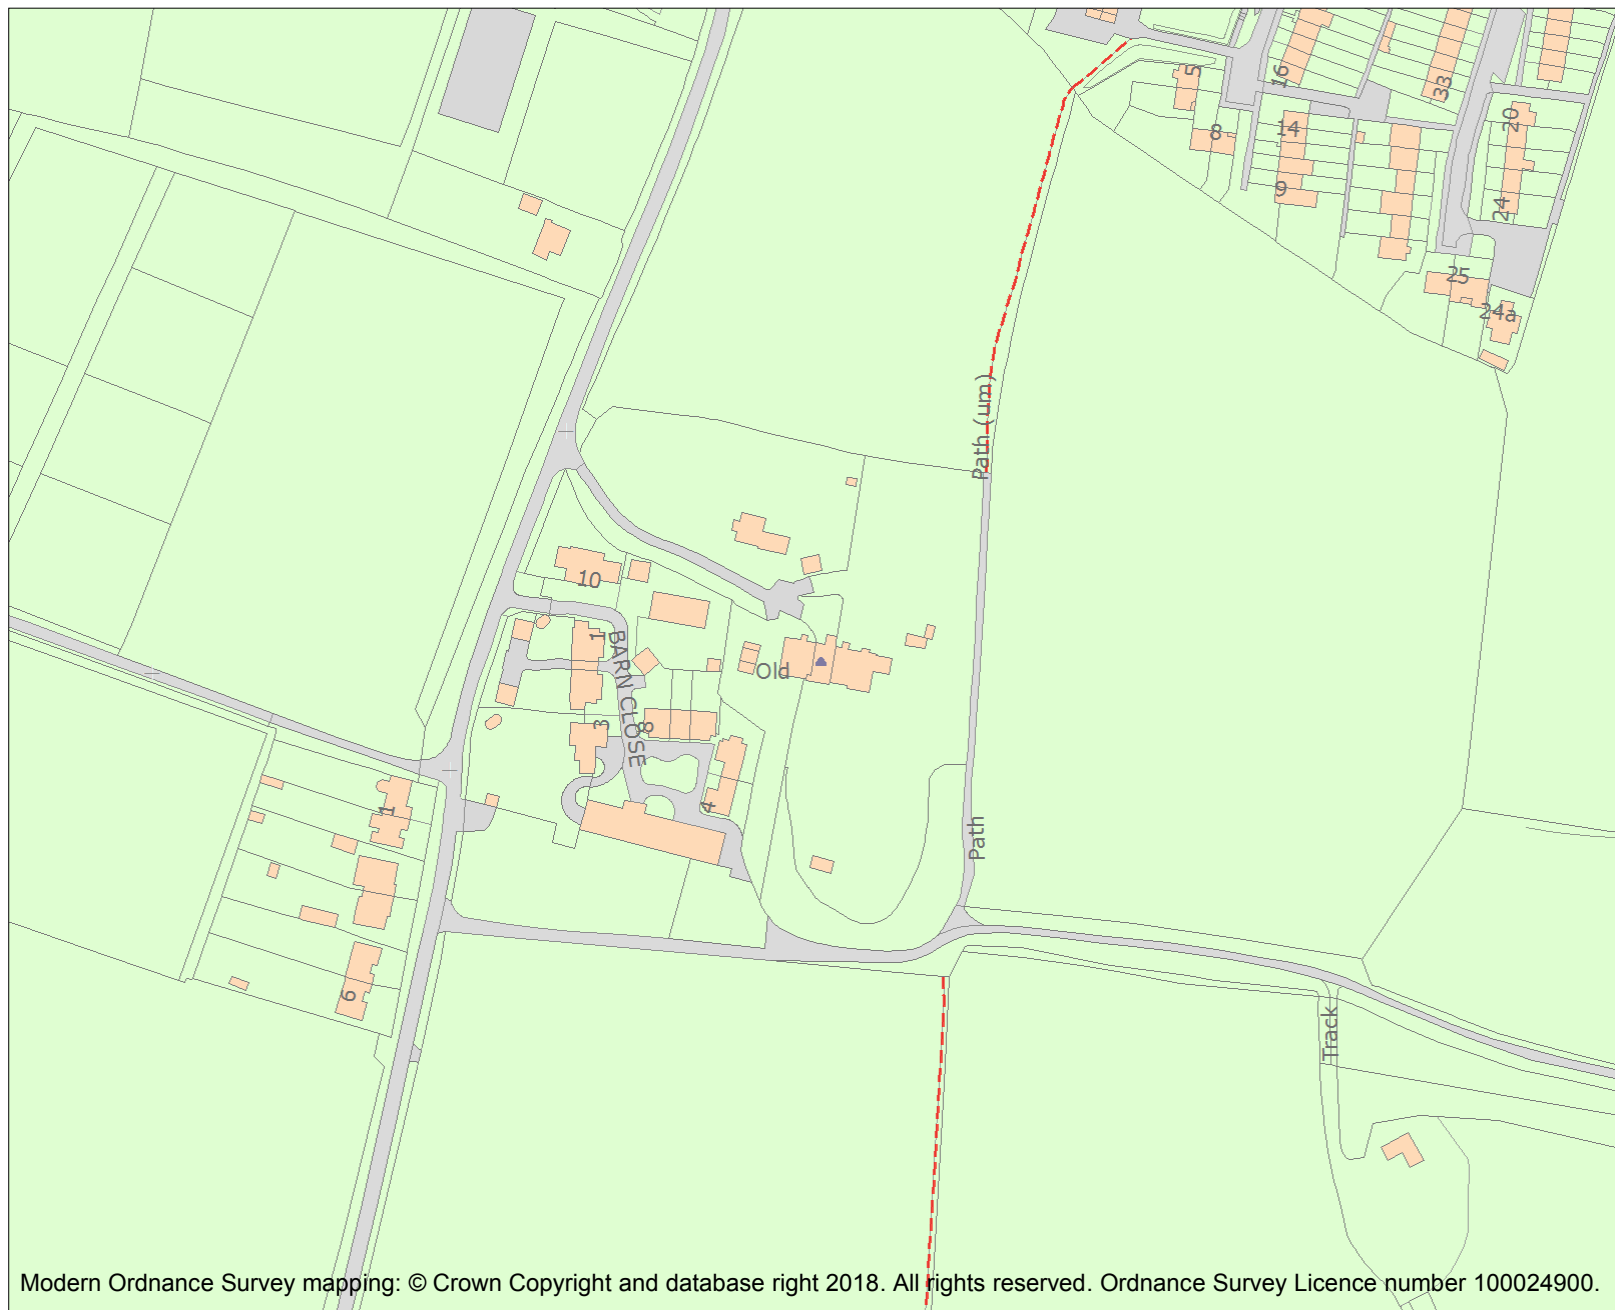 5
16
33
8
14
20
9
24
25
24a
Path (um)
10
1
BARN CLOSE
Old
3
8
1
4
Path
6
Track
Modern Ordnance Survey mapping: © Crown Copyright and database right 2018. All rights reserved. Ordnance Survey Licence number 100024900.